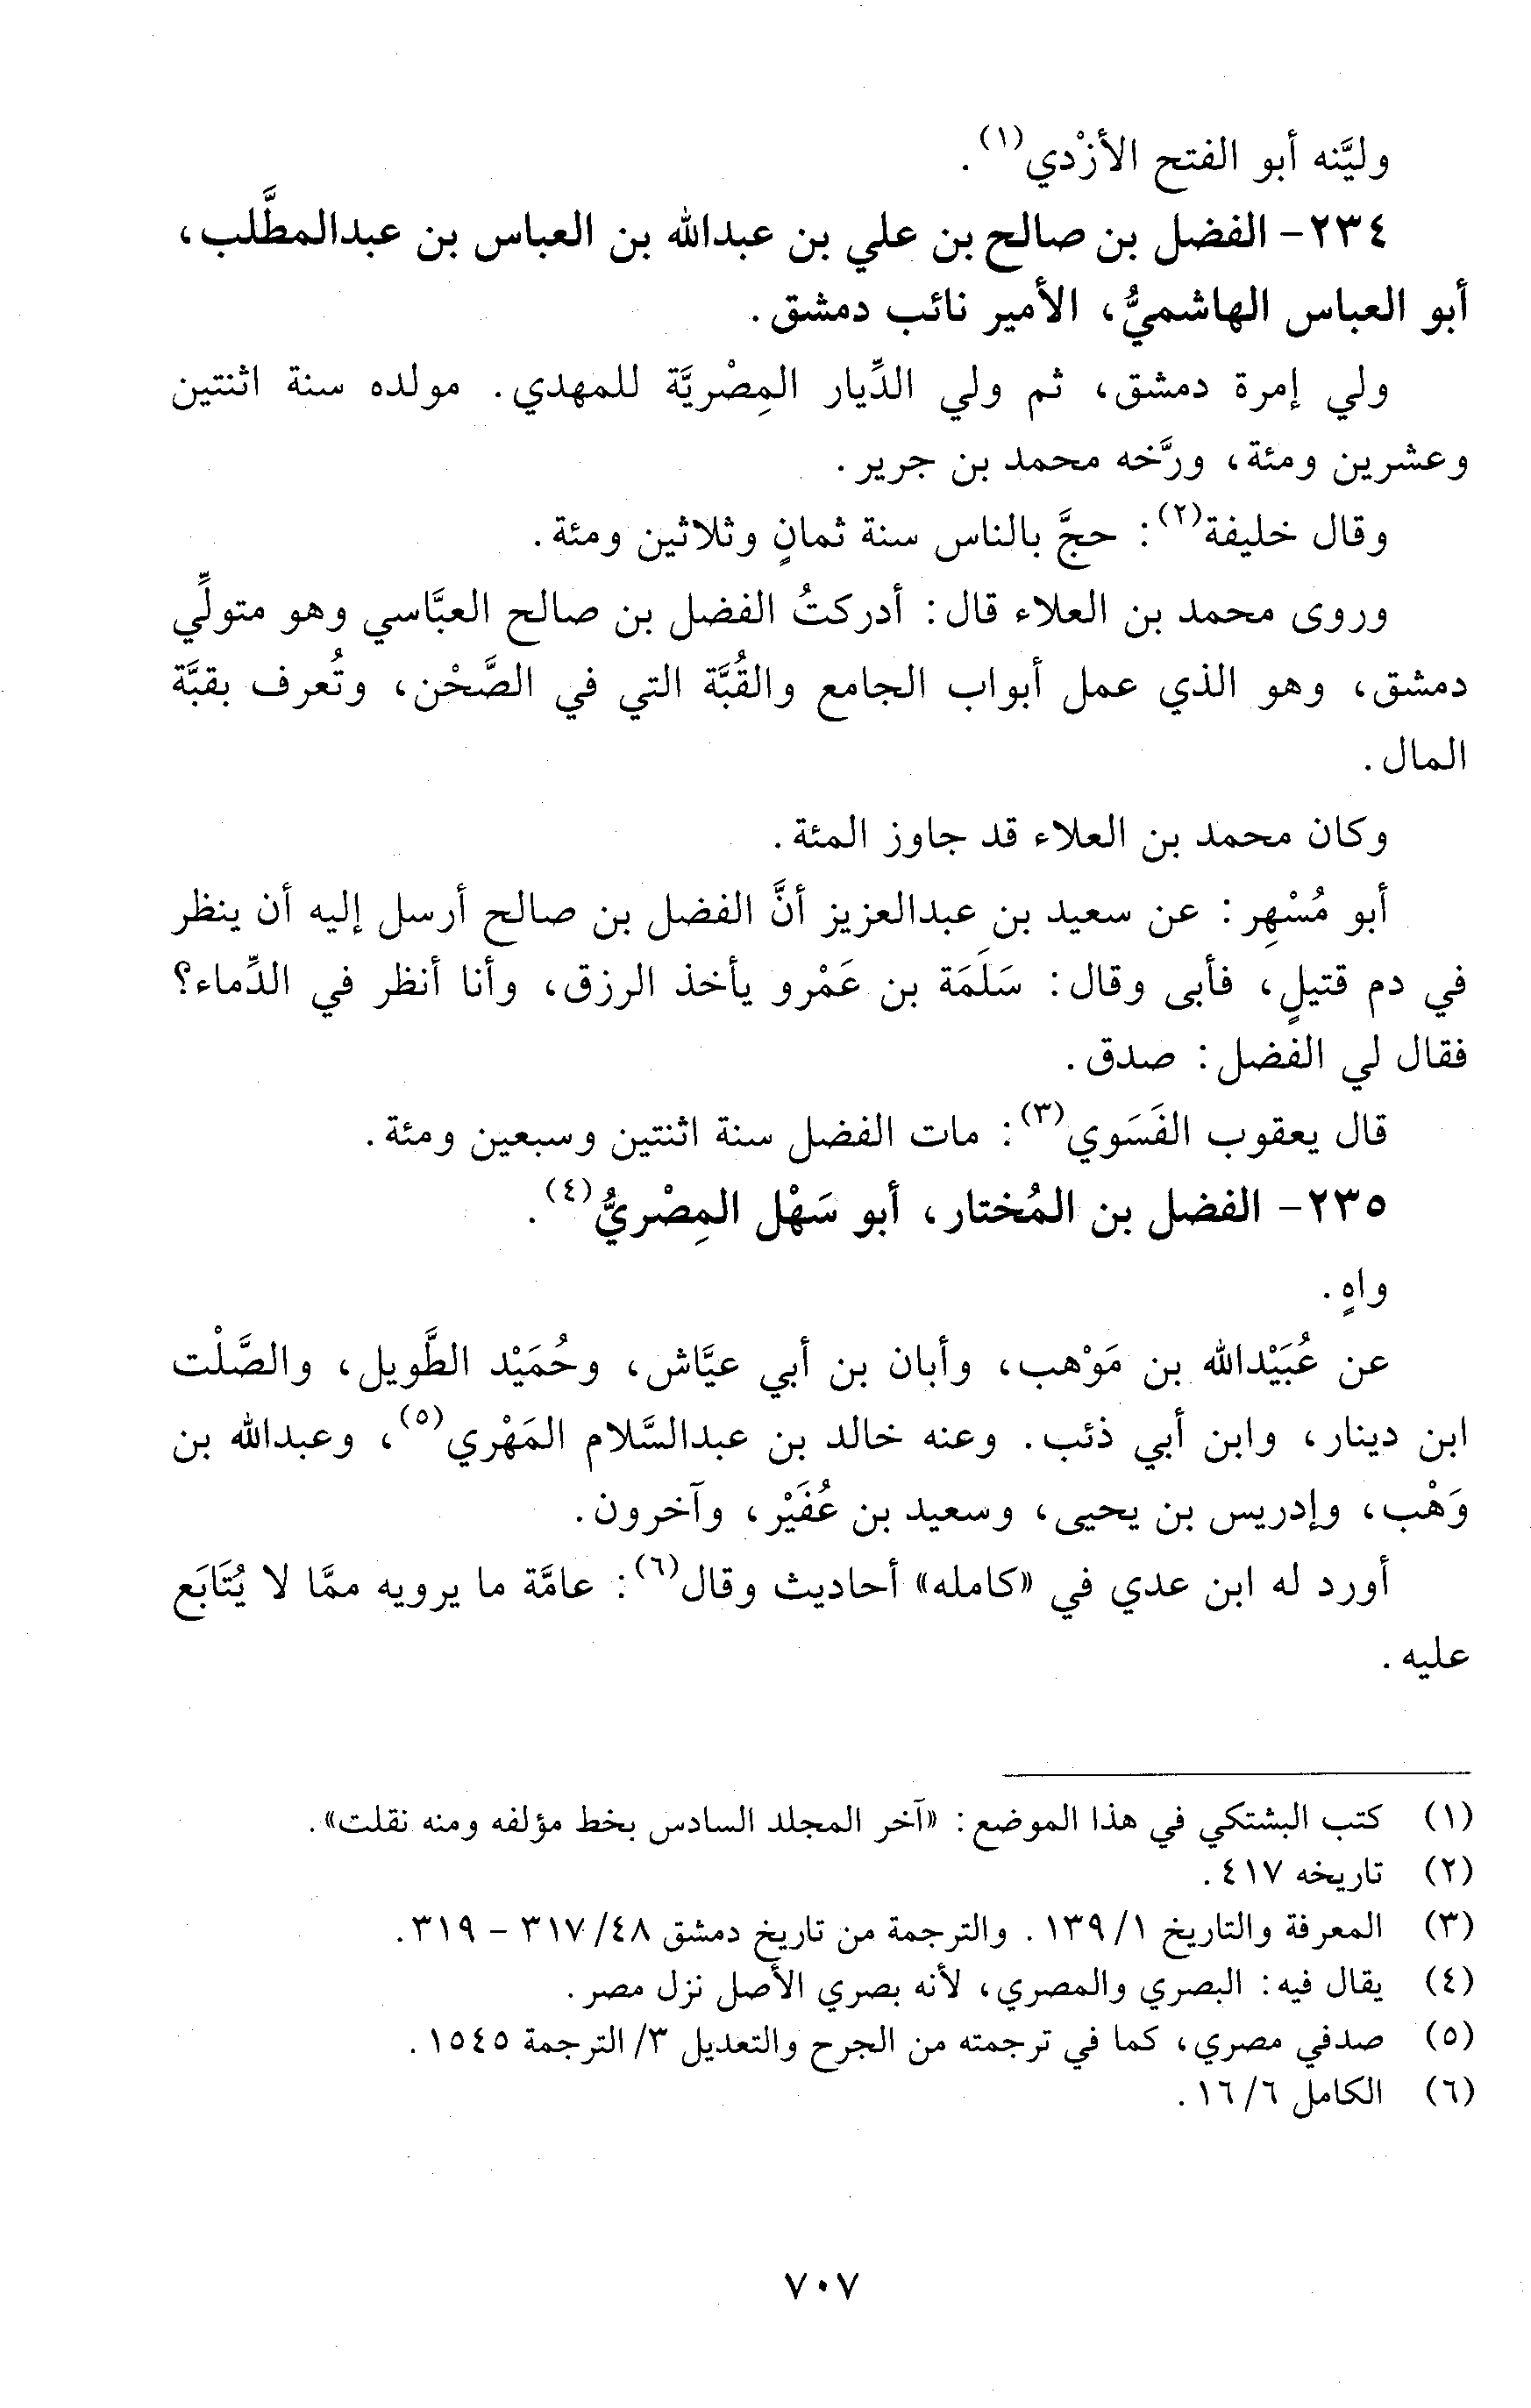 وليَّنه أبو الفتح الأزْدي(١).
٢٣٤- الفضل بن صالح بن علي بن عبدالله بن العباس بن عبدالمطَّلب،
أبو العباس الهاشميُّ، الأمير نائب دمشق.
ولي إمرة دمشق، ثم ولي الدِّيار المِصْريَّة للمهدي. مولده سنة اثنتين
وعشرين ومئة، ورَّخه محمد بن جرير.
وقال خليفة(٢): حجَّ بالناس سنة ثمانٍ وثلاثين ومئة.
وروى محمد بن العلاء قال: أدركتُ الفضل بن صالح العبَّاسي وهو متولِّي
دمشق، وهو الذي عمل أبواب الجامع والقُبَّة التي في الصَّحْن، وتُعرف بقبَّة
المال.
وكان محمد بن العلاء قد جاوز المئة.
أبو مُسْهِر: عن سعيد بن عبدالعزيز أنَّ الفضل بن صالح أرسل إليه أن ينظر
في دم قتيلٍ، فأبى وقال: سَلَمَة بن عَمْرو يأخذ الرزق، وأنا أنظر في الدِّماء؟
فقال لي الفضل: صدق.
قال يعقوب الفَسَوي(٣): مات الفضل سنة اثنتين وسبعين ومئة.
٢٣٥- الفضل بن المُختار، أبو سَهْل المِصْريُّ(٤).
واهٍ.
عن عُبَيْدالله بن مَوْهب، وأبان بن أبي عيَّاش، وحُمَيْد الطَّويل، والصَّلْت
ابن دينار، وابن أبي ذئب. وعنه خالد بن عبدالسَّلام المَهْري(٥)، وعبدالله بن
وَهْب، وإدريس بن يحيى، وسعيد بن عُفَيْر، وآخرون.
أورد له ابن عدي في «كامله» أحاديث وقال(٦): عامَّة ما يرويه ممَّا لا يُتَابَع
عليه.
(١) كتب البشتكي في هذا الموضع: «آخر المجلد السادس بخط مؤلفه ومنه نقلت».
(٢) تاريخه ٤١٧.
(٣) المعرفة والتاريخ ١/ ١٣٩. والترجمة من تاريخ دمشق ٤٨/ ٣١٧ - ٣١٩.
(٤) يقال فيه: البصري والمصري، لأنه بصري الأصل نزل مصر.
(٥) صدفي مصري، كما في ترجمته من الجرح والتعديل ٣/ الترجمة ١٥٤٥.
(٦) الكامل ٦/ ١٦.
٧٠٧